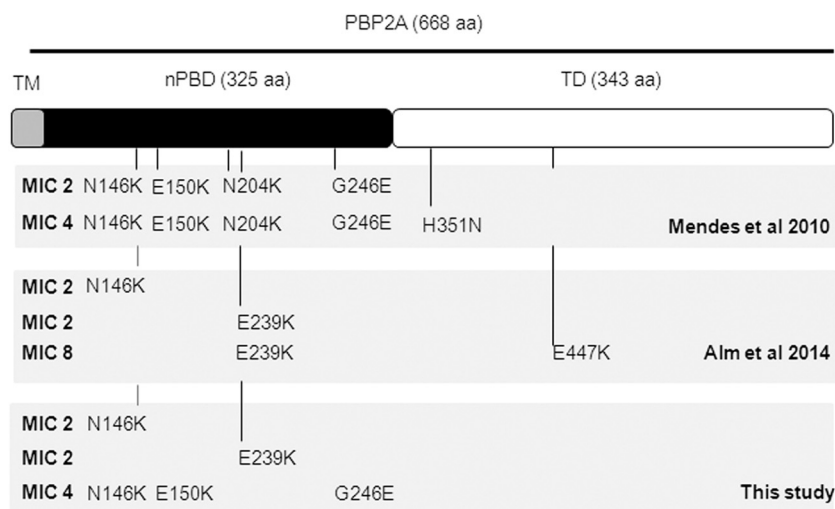 PBP2A (668 aa)
TM nPBD (325 aa) TD (343 aa)
MIC 2 N146K E150K N204K G246E
MIC 4 N146K E150K N204K G246E H351N Mendes et al 2010
MIC 2 N146K
MIC 2 E239K
MIC 8 E239K E447K Alm et al 2014
MIC 2 N146K
MIC 2 E239K
MIC 4 N146K E150K G246E This study